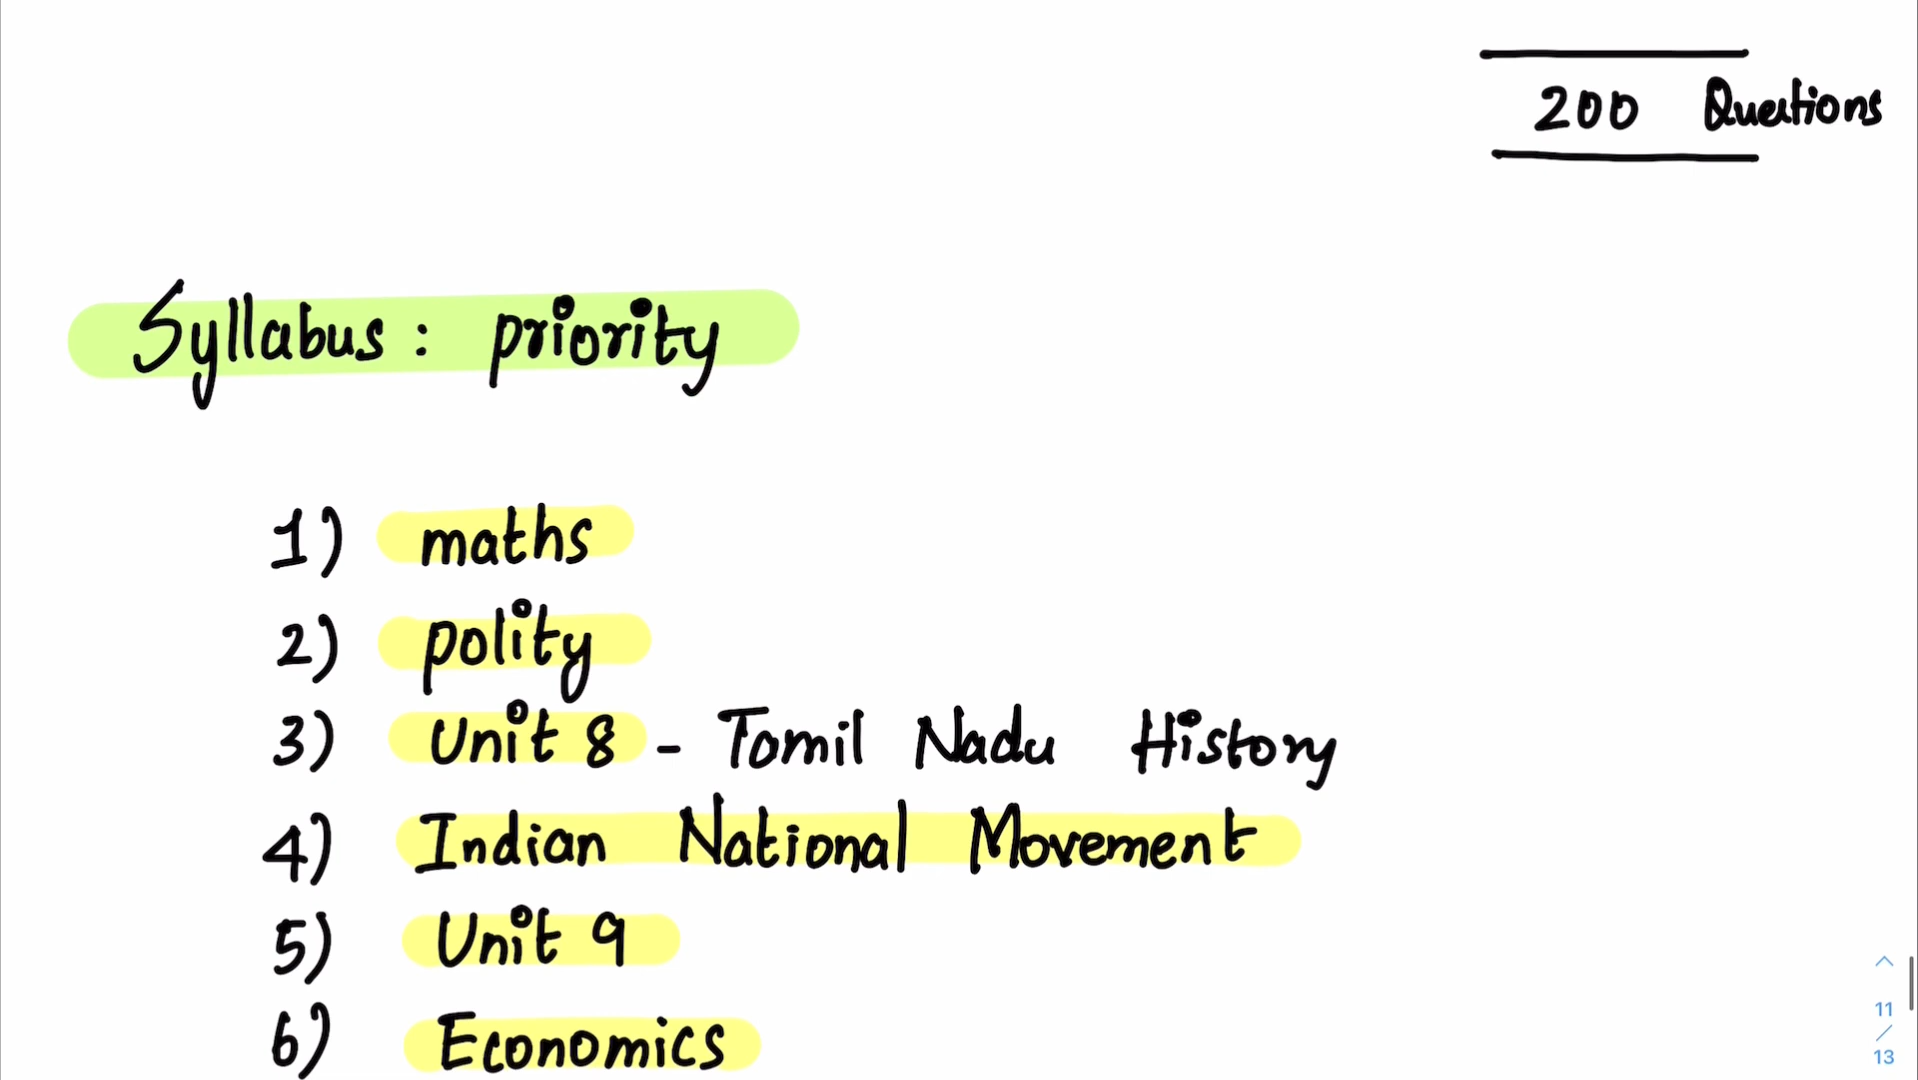 200 Questions
Syllabus : priority
1) maths
2) polity
3) Unit 8 - Tamil Nadu History
4) Indian National Movement
5) Unit 9
6) Economics
11
/
13